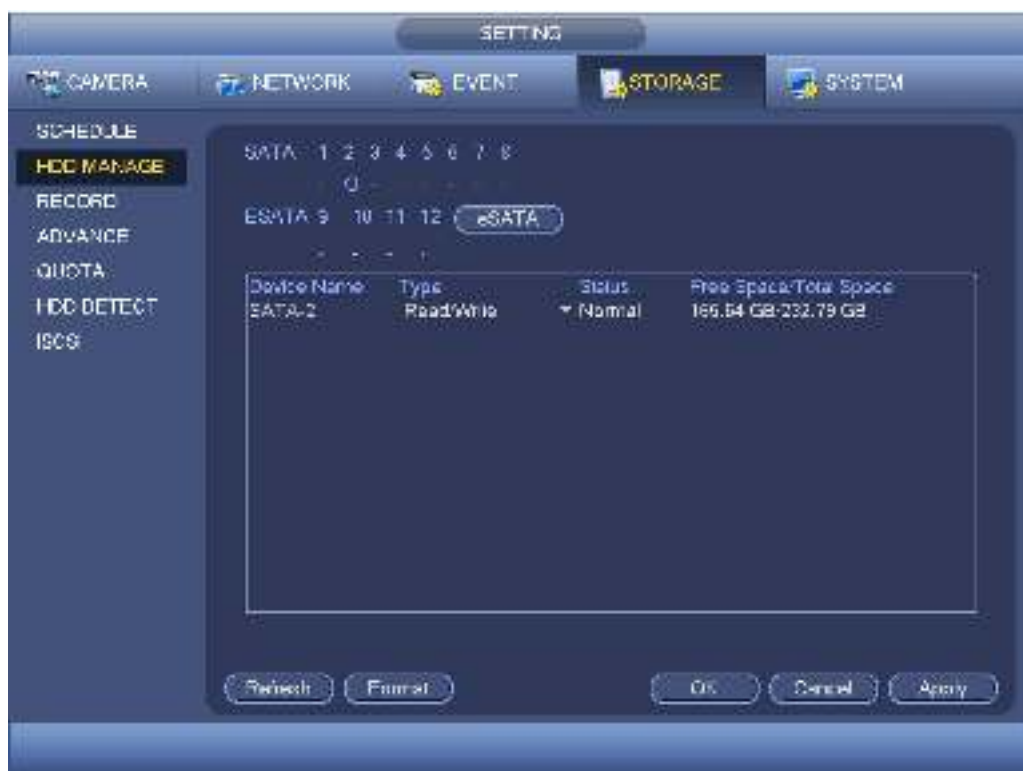 SETTING
CAMERA NETWORK EVENT STORAGE SYSTEM
SCHEDULE
HDD MANAGE
RECORD
ADVANCE
QUOTA
HDD DETECT
ISCSI
SATA 1 2 3 4 5 6 7 8
- O - - - - - -
ESATA 9 10 11 12 eSATA
- - - -
Device Name Type Status Free Space/Total Space
SATA-2 Read/Write Normal GB/232.79 GB
Refresh Format OK Cancel Apply